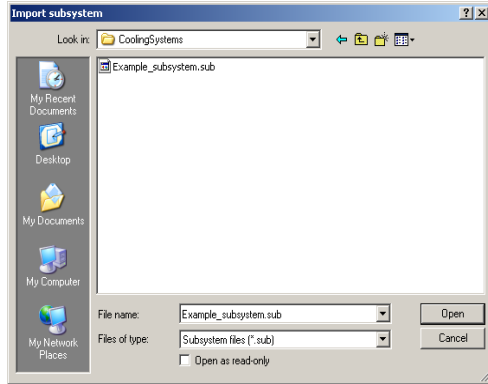 Import subsystem
Look in: CoolingSystems
Example_subsystem.sub
My Recent
Documents
Desktop
My Documents
My Computer
My Network
Places
File name: Example_subsystem.sub Open
Files of type: Subsystem files (*.sub) Cancel
Open as read-only